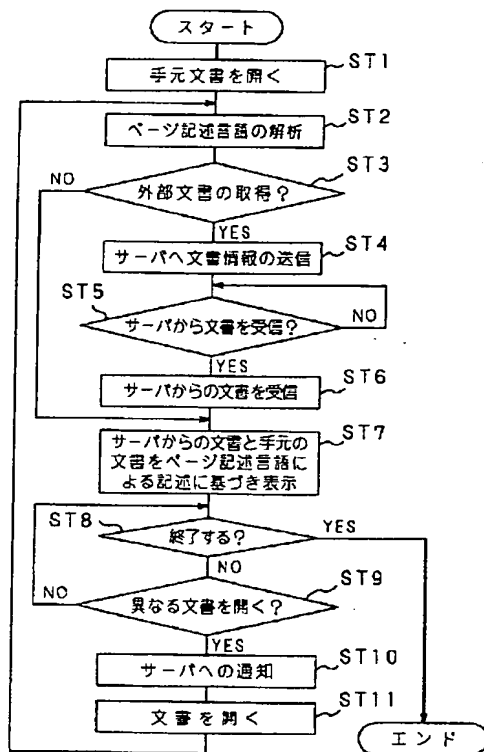 スタート
手元文書を開く
ST1
ページ記述言語の解析
ST2
外部文書の取得?
ST3
NO
YES
サーバへ文書情報の送信
ST4
サーバから文書を受信?
ST5
NO
YES
サーバからの文書を受信
ST6
サーバからの文書と手元の
文書をページ記述言語に
よる記述に基づき表示
ST7
終了する?
ST8
YES
NO
異なる文書を開く?
ST9
NO
YES
サーバへの通知
ST10
文書を開く
ST11
エンド